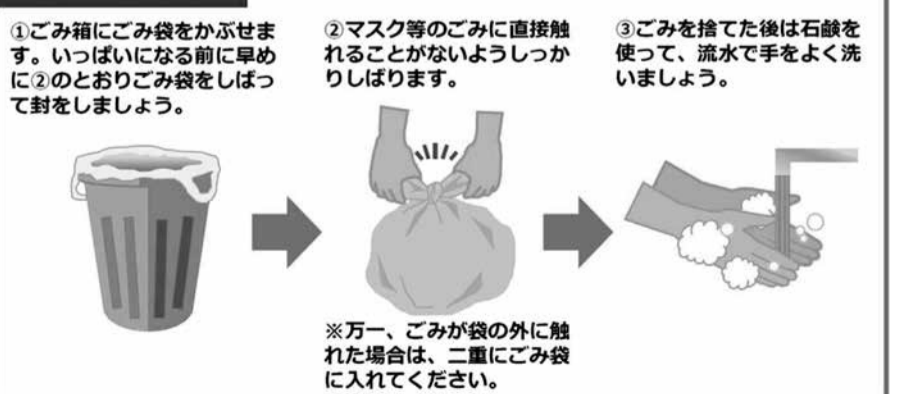 ①ごみ箱にごみ袋をかぶせま
す。いっぱいになる前に早め
に②のとおりごみ袋をしばっ
て封をしましょう。
②マスク等のごみに直接触
れることがないようしっか
りしばります。
※万一、ごみが袋の外に触
れた場合は、二重にごみ袋
に入れてください。
③ごみを捨てた後は石鹸を
使って、流水で手をよく洗
いましょう。